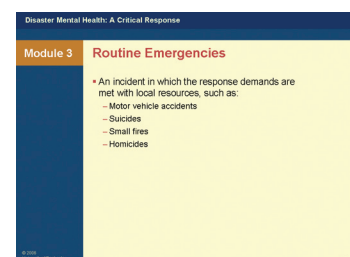 Disaster Mental Health: A Critical Response
Module 3
Routine Emergencies
• An incident in which the response demands are
met with local resources, such as:
– Motor vehicle accidents
– Suicides
– Small fires
– Homicides